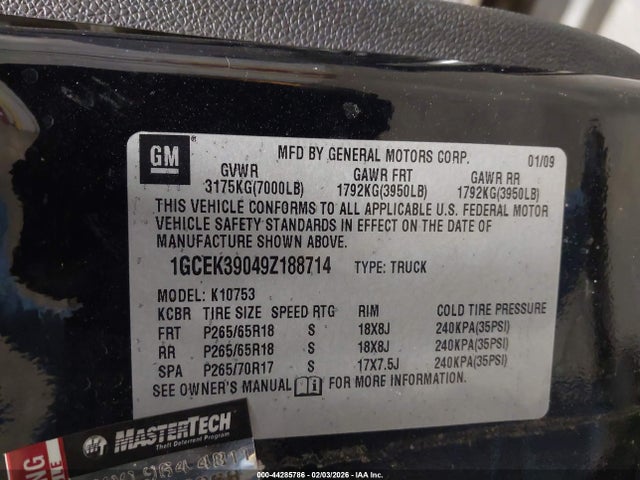 GM
MFD BY GENERAL MOTORS CORP. 01/09
GVWR GAWR FRT GAWR RR
3175KG(7000LB) 1792KG(3950LB) 1792KG(3950LB)
THIS VEHICLE CONFORMS TO ALL APPLICABLE U.S. FEDERAL MOTOR
VEHICLE SAFETY STANDARDS IN EFFECT ON THE DATE OF
MANUFACTURE SHOWN ABOVE.
1GCEK39049Z188714 TYPE: TRUCK
MODEL: K10753
KCBR TIRE SIZE SPEED RTG RIM COLD TIRE PRESSURE
FRT P265/65R18 S 18X8J 240KPA(35PSI)
RR P265/65R18 S 18X8J 240KPA(35PSI)
SPA P265/70R17 S 17X7.5J 240KPA(35PSI)
SEE OWNER'S MANUAL FOR MORE INFORMATION.
MT MASTERTECH
Theft Deterrent Program
000-44285786 - 02/03/2026 - IAA Inc.